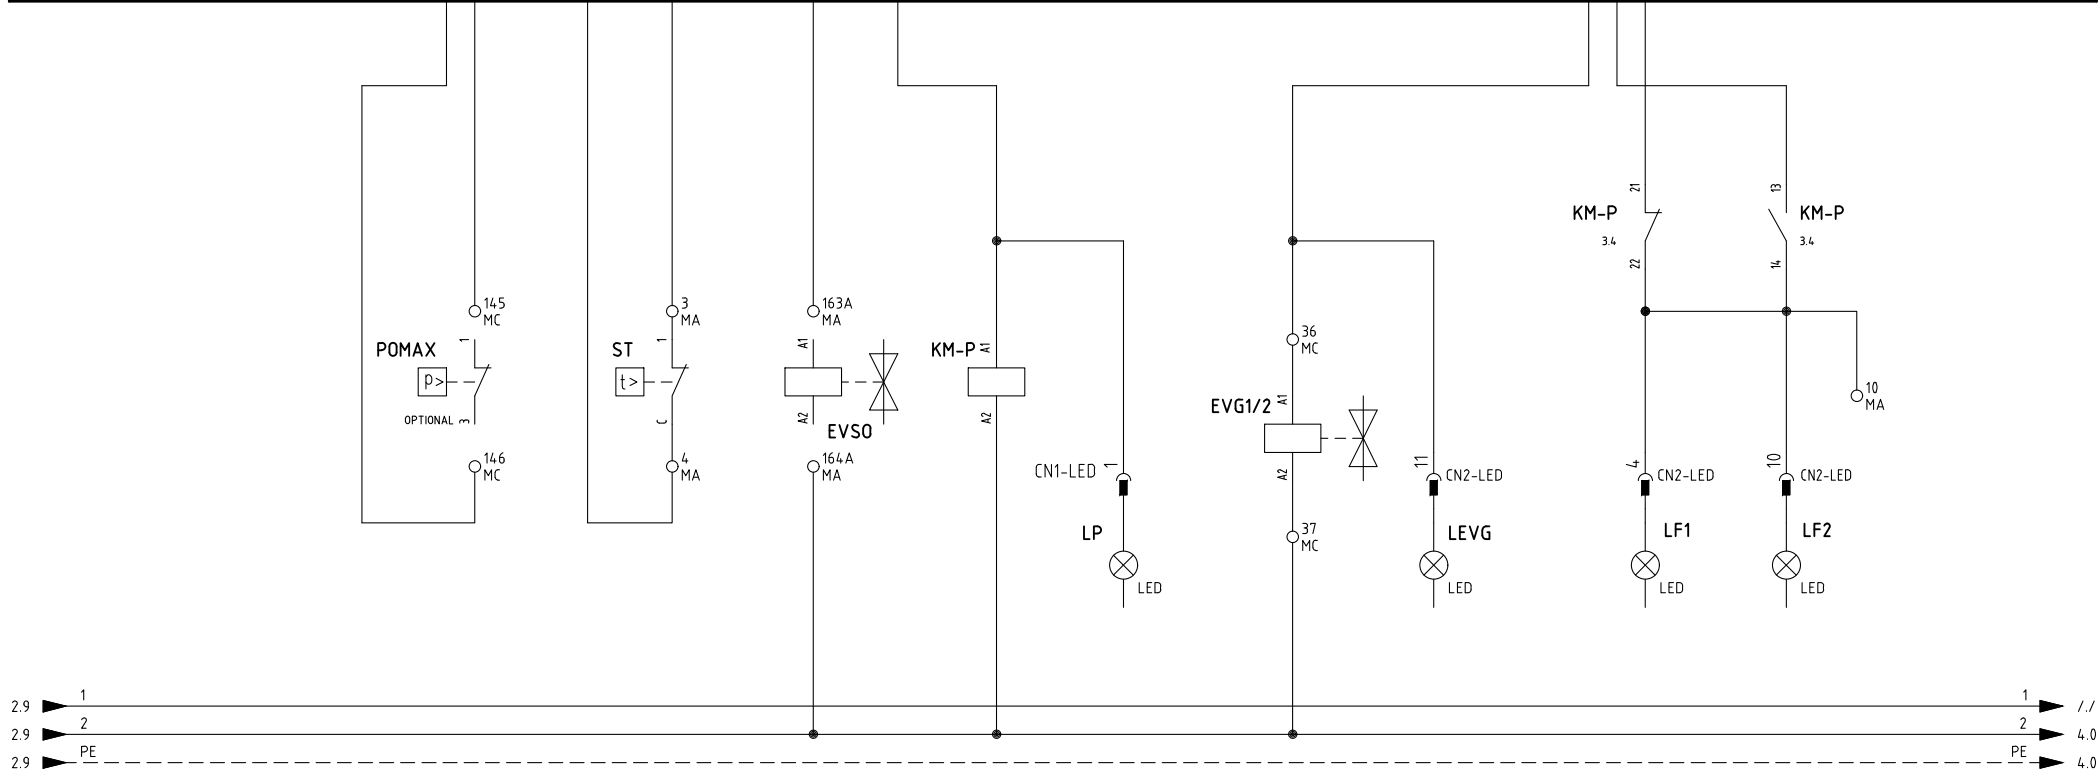 21
13
KM-P
KM-P
3.4
3.4
22
14
145
MC
3
MA
163A
MA
36
MC
POMAX
1
ST
1
A1
KM-P
A1
p>
t>
10
MA
OPTIONAL
3
C
A2
EVSO
A2
EVG1/2
A1
146
MC
4
MA
164A
MA
CN1-LED
1
A2
11
CN2-LED
4
CN2-LED
10
CN2-LED
LP
37
MC
LEVG
LF1
LF2
LED
LED
LED
LED
2.9
1
1
/./
2.9
2
2
4.0
2.9
PE
PE
4.0